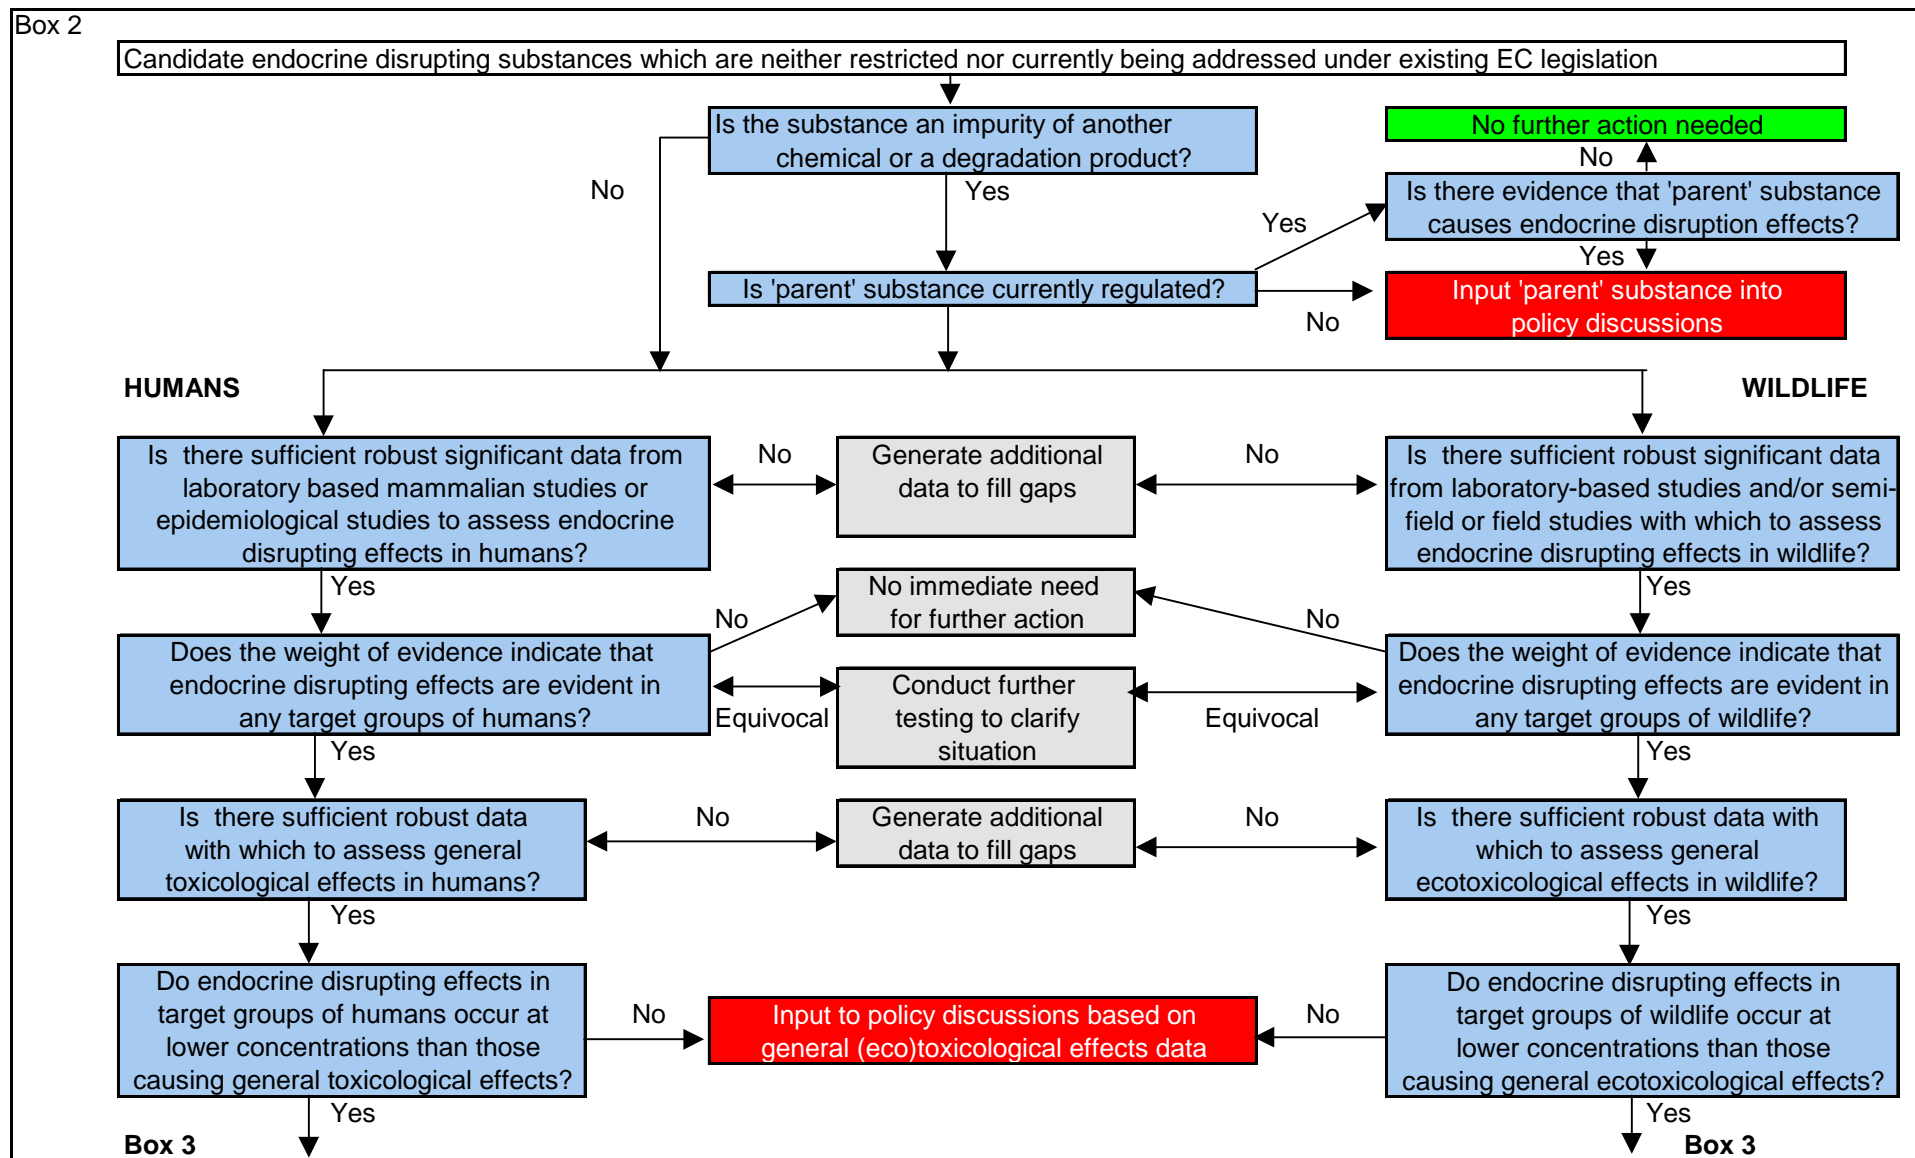 Box 2
Candidate endocrine disrupting substances which are neither restricted nor currently being addressed under existing EC legislation
Is the substance an impurity of another
chemical or a degradation product?
No further action needed
No
No
Yes
Is there evidence that 'parent' substance
causes endocrine disruption effects?
Yes
Yes
Is 'parent' substance currently regulated?
Input 'parent' substance into
policy discussions
No
HUMANS
WILDLIFE
Is there sufficient robust significant data from
laboratory based mammalian studies or
epidemiological studies to assess endocrine
disrupting effects in humans?
No
Generate additional
data to fill gaps
No
Is there sufficient robust significant data
from laboratory-based studies and/or semi-
field or field studies with which to assess
endocrine disrupting effects in wildlife?
Yes
Yes
No immediate need
for further action
No
No
Does the weight of evidence indicate that
endocrine disrupting effects are evident in
any target groups of humans?
Equivocal
Conduct further
testing to clarify
situation
Equivocal
Does the weight of evidence indicate that
endocrine disrupting effects are evident in
any target groups of wildlife?
Yes
Yes
Is there sufficient robust data
with which to assess general
toxicological effects in humans?
No
Generate additional
data to fill gaps
No
Is there sufficient robust data with
which to assess general
ecotoxicological effects in wildlife?
Yes
Yes
Do endocrine disrupting effects in
target groups of humans occur at
lower concentrations than those
causing general toxicological effects?
No
Input to policy discussions based on
general (eco)toxicological effects data
No
Do endocrine disrupting effects in
target groups of wildlife occur at
lower concentrations than those
causing general ecotoxicological effects?
Yes
Yes
Box 3
Box 3